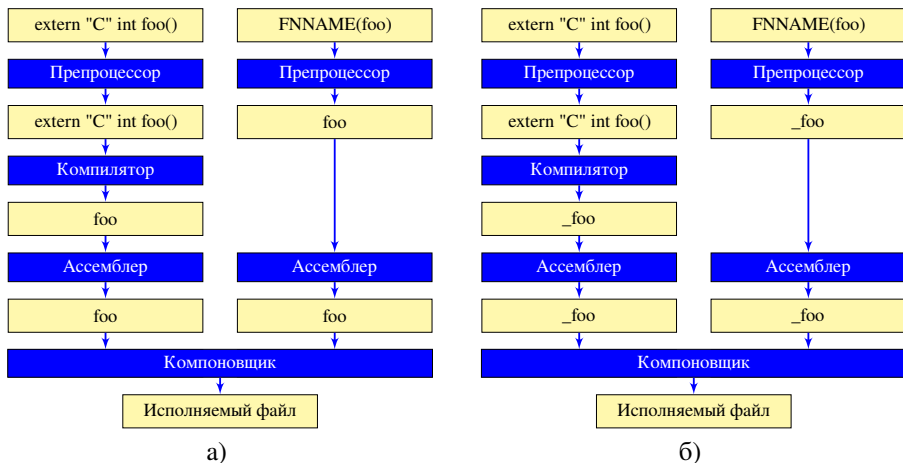 extern "C" int foo()
FNNAME(foo)
Препроцессор
Препроцессор
extern "C" int foo()
foo
Компилятор
foo
Ассемблер
Ассемблер
foo
foo
Компоновщик
Исполняемый файл
а)
extern "C" int foo()
FNNAME(foo)
Препроцессор
Препроцессор
extern "C" int foo()
_foo
Компилятор
_foo
Ассемблер
Ассемблер
_foo
_foo
Компоновщик
Исполняемый файл
б)